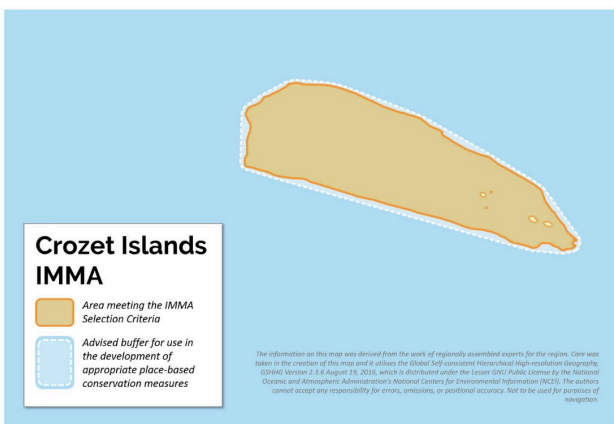 Crozet Islands
IMMA
Area meeting the IMMA
Selection Criteria
Advised buffer for use in
the development of
appropriate place-based
conservation measures
The information on this map was derived from the work of regionally assembled experts for the region. Care was
taken in the creation of this map and it utilises the Global Self-consistent Hierarchical High-resolution Geography,
GSHHG Version 2.3.6 August 19, 2016, which is distributed under the Lesser GNU Public License by the National
Oceanic and Atmospheric Administration's National Centers for Environmental Information (NCEI). The authors
cannot accept any responsibility for errors, omissions, or positional accuracy. Not to be used for purposes of
navigation.